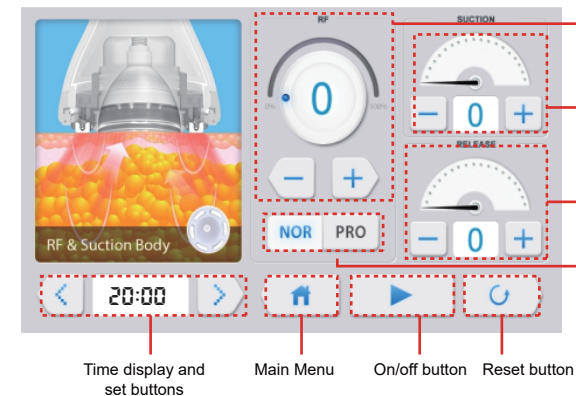 RF
SUCTION
0%
100%
0
− +
− 0 +
RELEASE
− 0 +
NOR PRO
RF & Suction Body
20:00
Time display and
set buttons
Main Menu
On/off button
Reset button